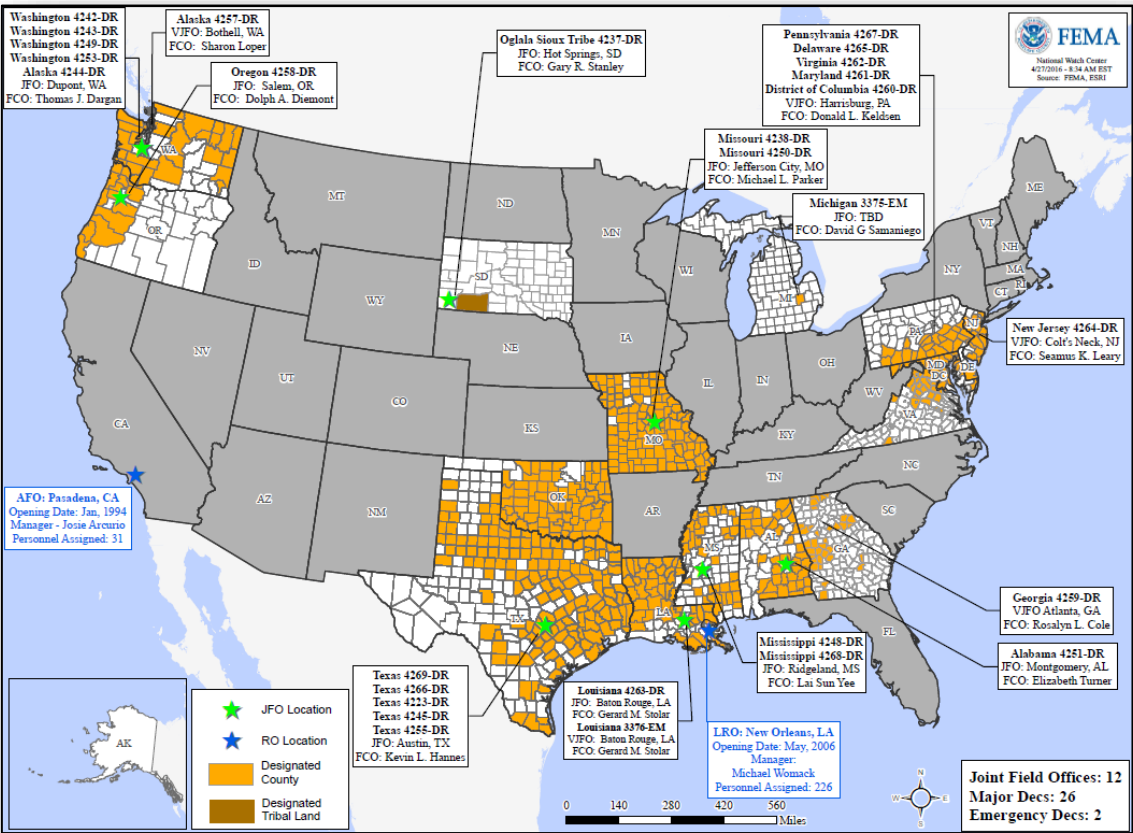 Washington 4242-DR
Washington 4243-DR
Washington 4249-DR
Washington 4253-DR
Alaska 4244-DR
JFO: Dupont, WA
FCO: Thomas J. Dargan
Alaska 4257-DR
VJFO: Bothell, WA
FCO: Sharon Loper
Oregon 4258-DR
JFO: Salem, OR
FCO: Dolph A. Diemont
Oglala Sioux Tribe 4237-DR
JFO: Hot Springs, SD
FCO: Gary R. Stanley
Pennsylvania 4267-DR
Delaware 4265-DR
Virginia 4262-DR
Maryland 4261-DR
District of Columbia 4260-DR
VJFO: Harrisburg, PA
FCO: Donald L. Keldsen
FEMA
National Watch Center
4/27/2016 - 8:34 AM EST
Source: FEMA, ESRI
Missouri 4238-DR
Missouri 4250-DR
JFO: Jefferson City, MO
FCO: Michael L. Parker
Michigan 3375-EM
JFO: TBD
FCO: David G Samaniego
New Jersey 4264-DR
VJFO: Colt's Neck, NJ
FCO: Seamus K. Leary
WA
OR
MT
ID
WY
ND
SD
NE
MN
WI
IA
MI
NY
VT
NH
ME
MA
CT
RI
PA
NJ
MD
DC
DE
NV
UT
CO
CA
AZ
NM
KS
MO
IL
IN
OH
WV
VA
KY
TN
NC
SC
OK
AR
TX
LA
MS
AL
GA
FL
AK
AFO: Pasadena, CA
Opening Date: Jan, 1994
Manager - Josie Arcurio
Personnel Assigned: 31
Georgia 4259-DR
VJFO Atlanta, GA
FCO: Rosalyn L. Cole
Alabama 4251-DR
JFO: Montgomery, AL
FCO: Elizabeth Turner
Mississippi 4248-DR
Mississippi 4268-DR
JFO: Ridgeland, MS
FCO: Lai Sun Yee
Texas 4269-DR
Texas 4266-DR
Texas 4223-DR
Texas 4245-DR
Texas 4255-DR
JFO: Austin, TX
FCO: Kevin L. Hannes
Louisiana 4263-DR
JFO: Baton Rouge, LA
FCO: Gerard M. Stolar
Louisiana 3376-EM
VJFO: Baton Rouge, LA
FCO: Gerard M. Stolar
LRO: New Orleans, LA
Opening Date: May, 2006
Manager:
Michael Womack
Personnel Assigned: 226
JFO Location
RO Location
Designated
County
Designated
Tribal Land
0 140 280 420 560
Miles
N
W E
S
Joint Field Offices: 12
Major Decs: 26
Emergency Decs: 2